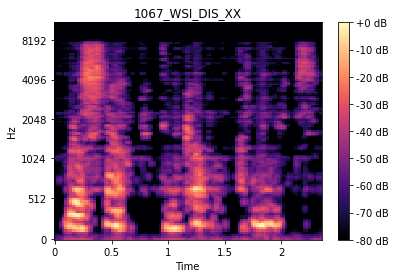 1067_WSI_DIS_XX
8192
4096
2048
1024
512
0
Hz
0
0.5
1
1.5
2
Time
+0 dB
-10 dB
-20 dB
-30 dB
-40 dB
-50 dB
-60 dB
-70 dB
-80 dB